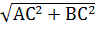 √AC² + BC²